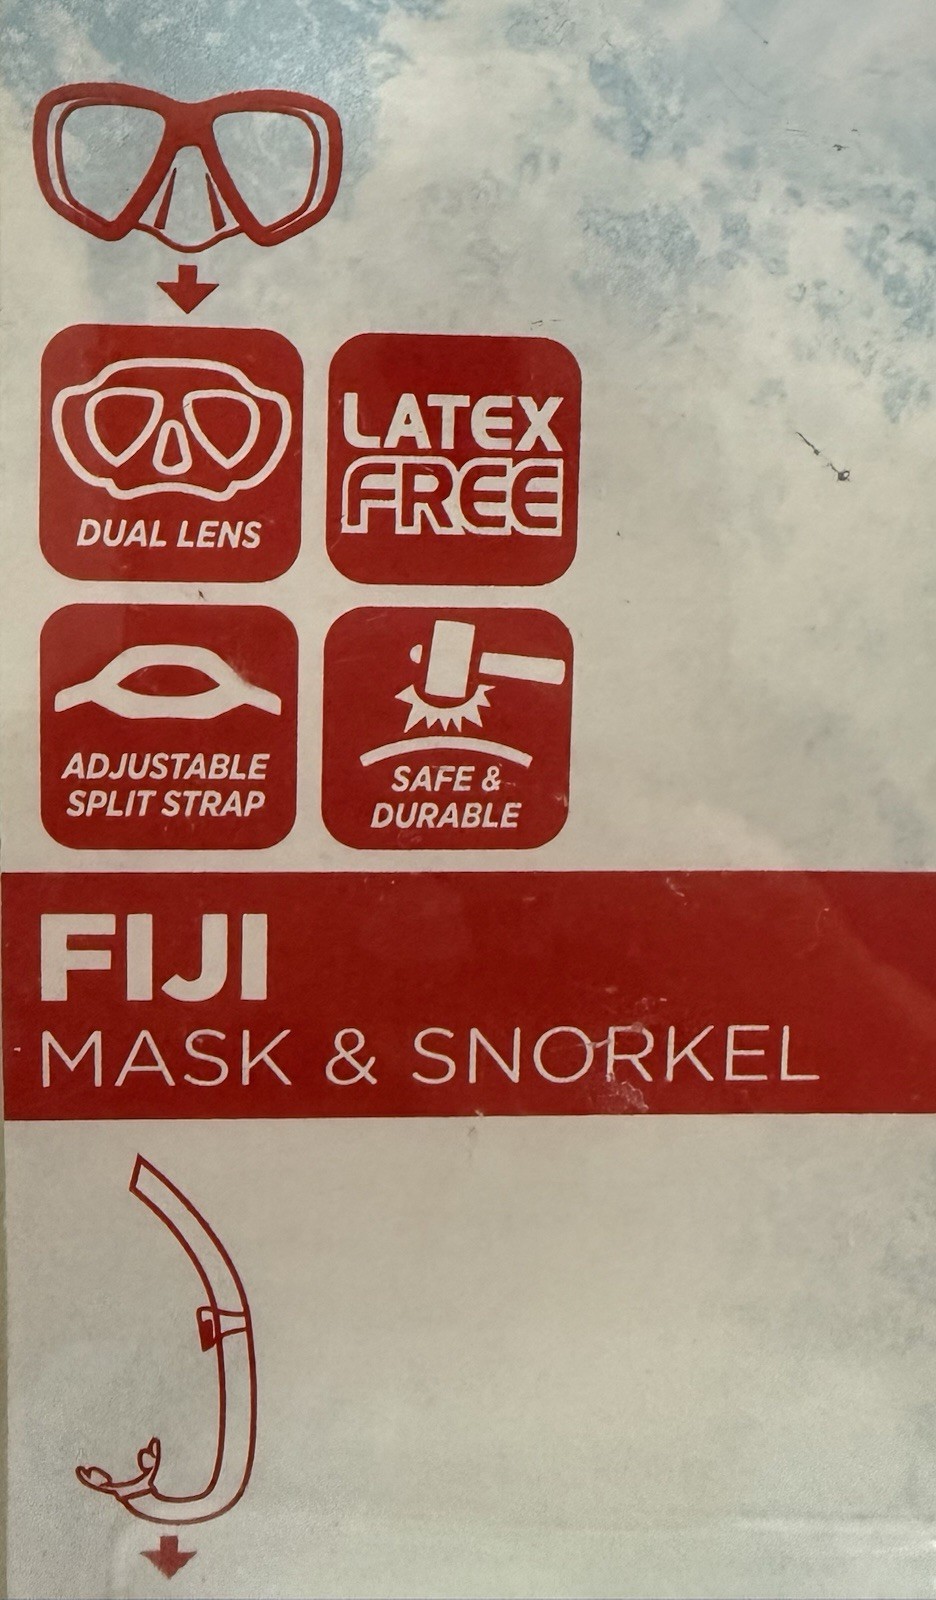 DUAL LENS
LATEX
FREE
ADJUSTABLE
SPLIT STRAP
SAFE &
DURABLE
FIJI
MASK & SNORKEL